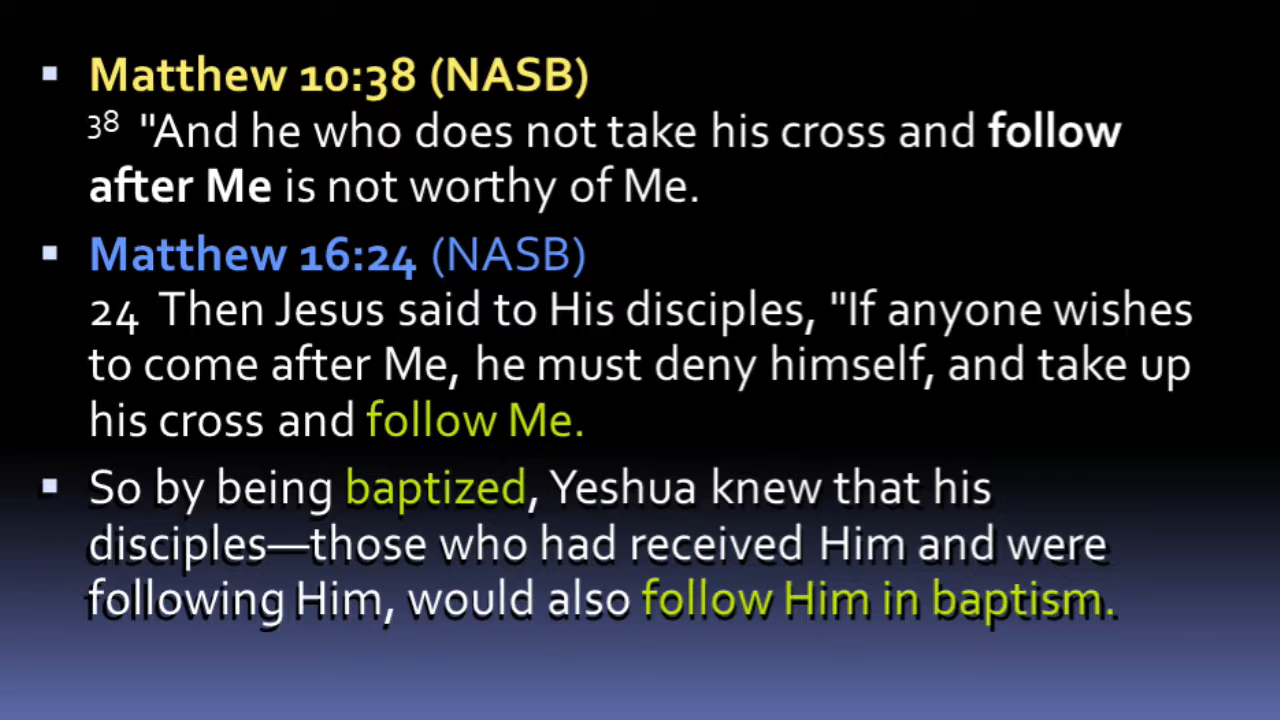 ▪ Matthew 10:38 (NASB)
38 "And he who does not take his cross and follow
after Me is not worthy of Me.
▪ Matthew 16:24 (NASB)
24 Then Jesus said to His disciples, "If anyone wishes
to come after Me, he must deny himself, and take up
his cross and follow Me.
▪ So by being baptized, Yeshua knew that his
disciples—those who had received Him and were
following Him, would also follow Him in baptism.